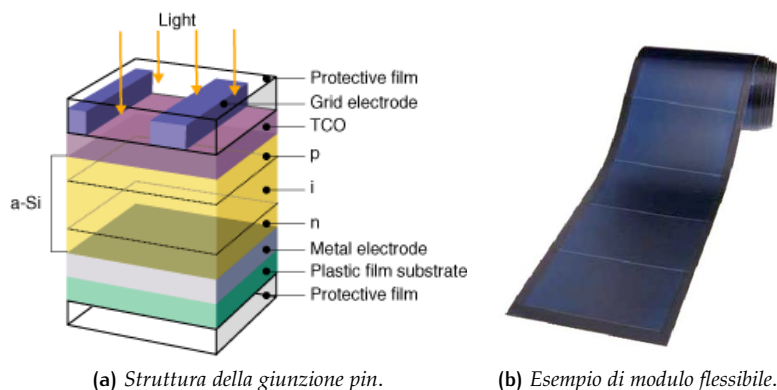 Light
Protective film
Grid electrode
TCO
p
a-Si
i
n
Metal electrode
Plastic film substrate
Protective film
(a) Struttura della giunzione pin.
(b) Esempio di modulo flessibile.